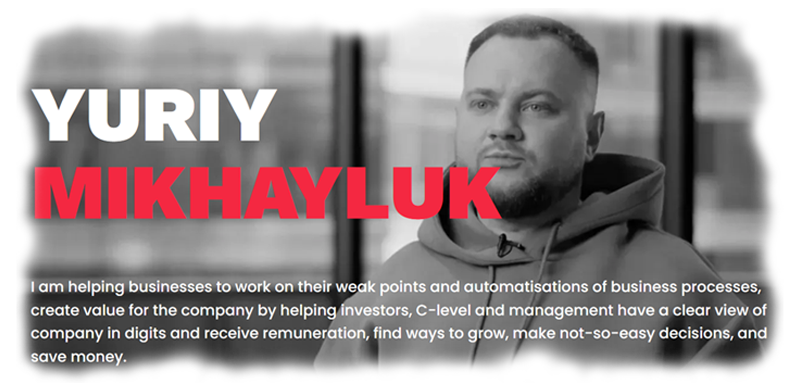 YURIY
MIKHAYLUK
I am helping businesses to work on their weak points and automatisations of business processes,
create value for the company by helping investors, C-level and management have a clear view of
company in digits and receive remuneration, find ways to grow, make not-so-easy decisions, and
save money.